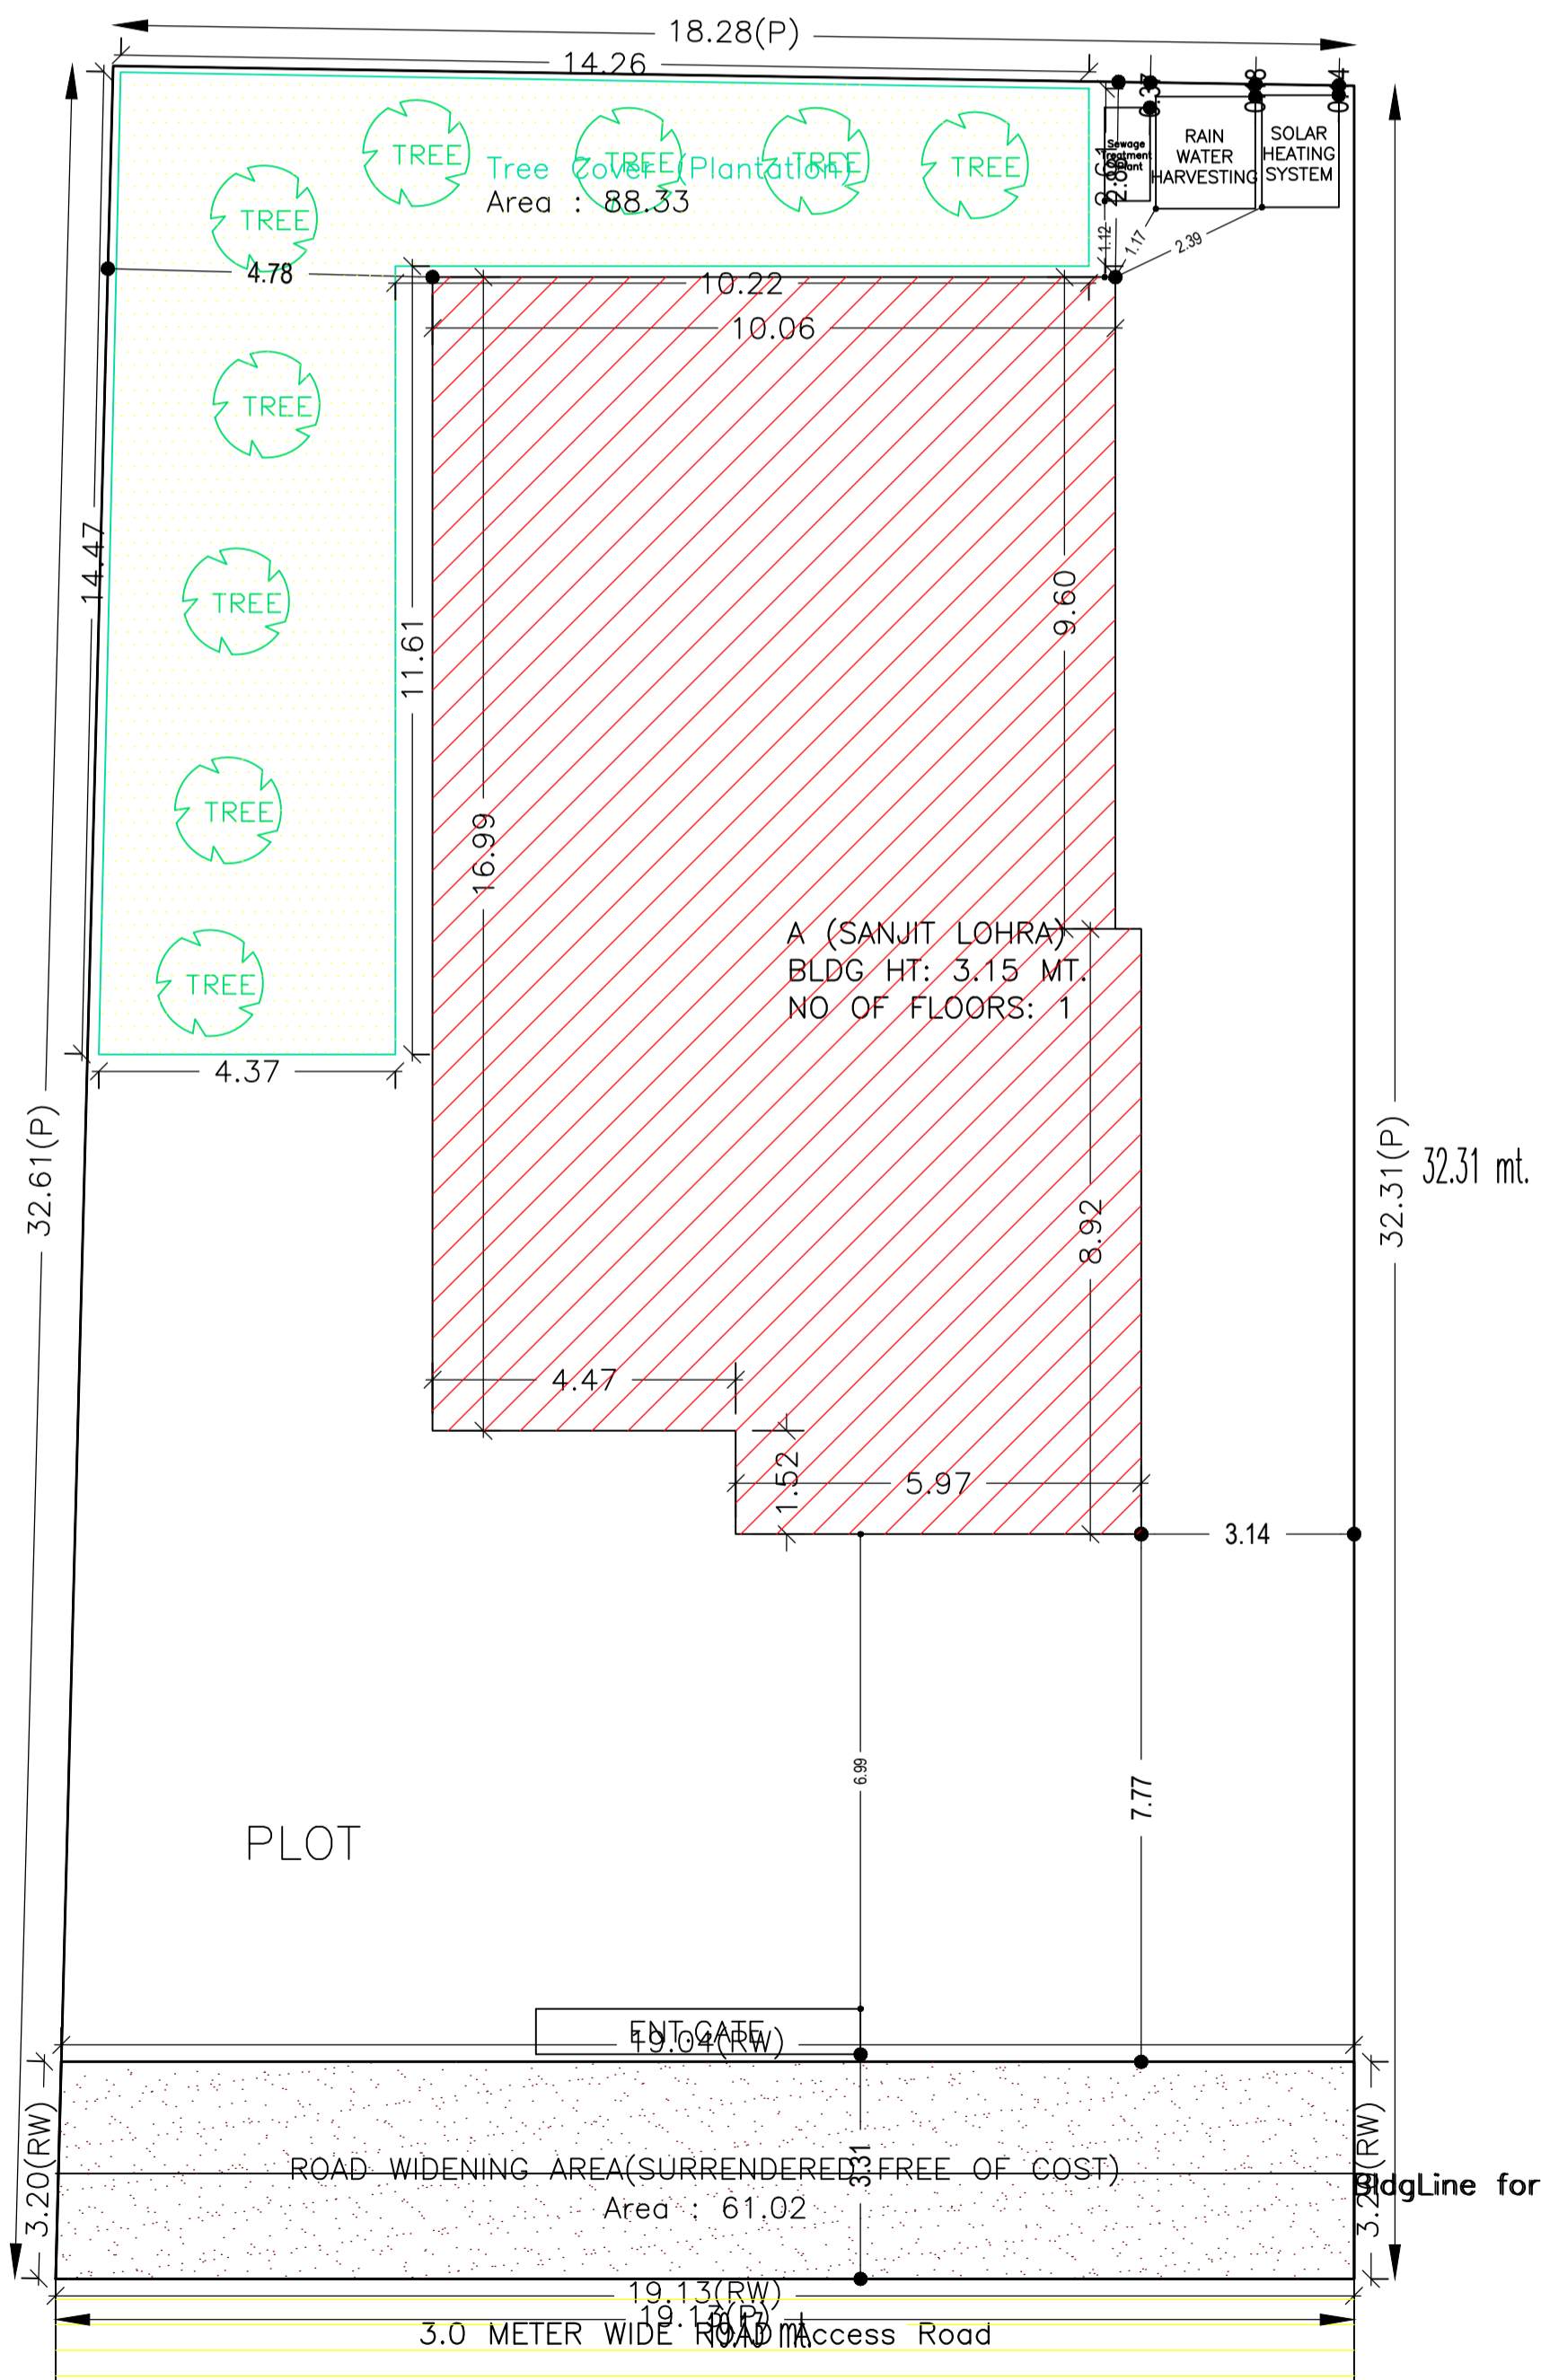 18.28(P)
14.26
Sewage
Treatment
Plant
RAIN
WATER
HARVESTING
SOLAR
HEATING
SYSTEM
TREE
TREE
TREE
TREE
Tree Cover (Plantation)
Area : 88.33
TREE
1.12
1.17
2.39
4.78
10.22
10.06
TREE
14.47
9.60
TREE
11.61
TREE
16.99
A (SANJIT LOHRA)
BLDG HT: 3.15 MT.
NO OF FLOORS: 1
TREE
4.37
32.61(P)
32.31(P)
32.31 mt.
8.92
4.47
1.52
5.97
3.14
6.99
7.77
PLOT
ENT.GATE
19.04(RW)
3.20(RW)
ROAD WIDENING AREA(SURRENDERED FREE OF COST)
3.31
Area : 61.02
BldgLine for
19.13(RW)
19.13(P)
3.0 METER WIDE ROAD Access Road